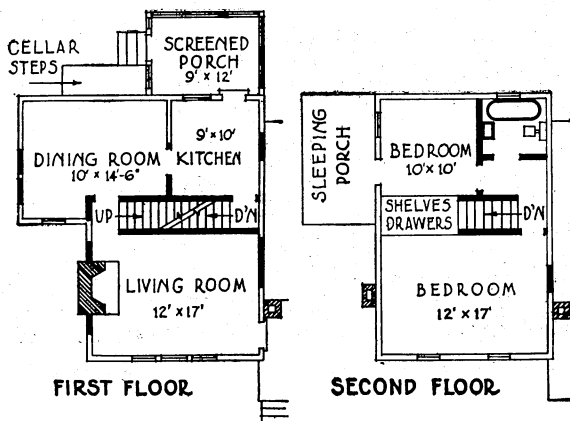 CELLAR
STEPS
SCREENED
PORCH
9' × 12'
9' × 10'
KITCHEN
DINING ROOM
10' × 14'-6"
UP
D'N
LIVING ROOM
12' × 17'
FIRST FLOOR
SLEEPING
PORCH
BEDROOM
10' × 10'
SHELVES
DRAWERS
D'N
BEDROOM
12' × 17'
SECOND FLOOR